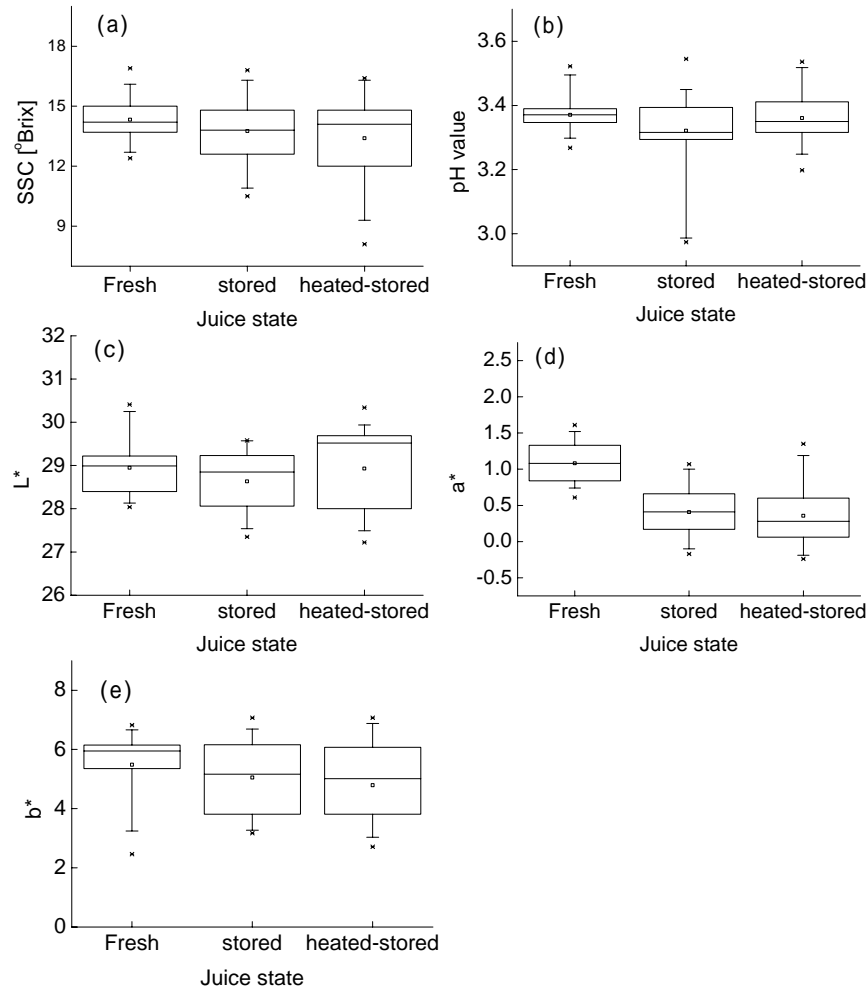 (a)
18
15
12
9
SSC [°Brix]
Fresh stored heated-stored
Juice state
(b)
3.6
3.4
3.2
3.0
pH value
Fresh stored heated-stored
Juice state
(c)
32
31
30
29
28
27
26
L*
Fresh stored heated-stored
Juice state
(d)
2.5
2.0
1.5
1.0
0.5
0.0
-0.5
a*
Fresh stored heated-stored
Juice state
(e)
8
6
4
2
0
b*
Fresh stored heated-stored
Juice state